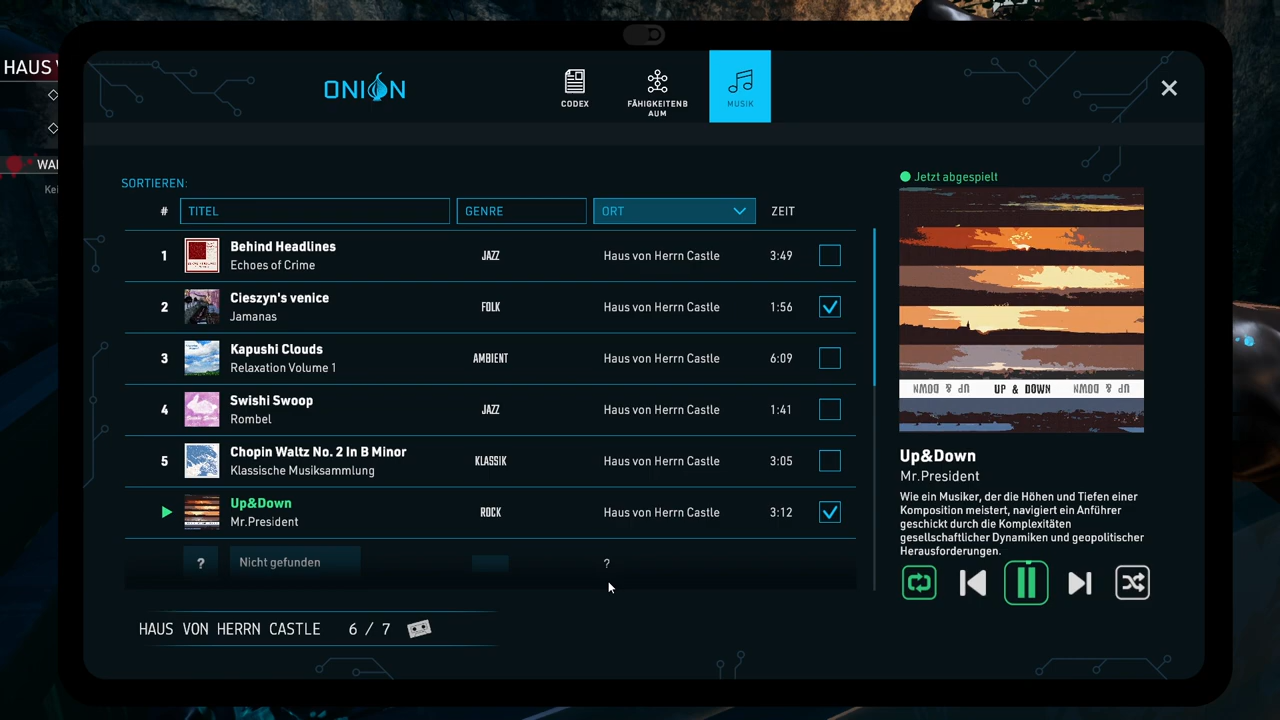 HAUS
WAI
Kei
ONION
CODEX
FÄHIGKEITENB
AUM
MUSIK
SORTIEREN:
# TITEL GENRE ORT ZEIT
1 Behind Headlines JAZZ Haus von Herrn Castle 3:49
Echoes of Crime
2 Cieszyn's venice FOLK Haus von Herrn Castle 1:56
Jamanas
3 Kapushi Clouds AMBIENT Haus von Herrn Castle 6:09
Relaxation Volume 1
4 Swishi Swoop JAZZ Haus von Herrn Castle 1:41
Rombel
5 Chopin Waltz No. 2 In B Minor KLASSIK Haus von Herrn Castle 3:05
Klassische Musiksammlung
Up&Down ROCK Haus von Herrn Castle 3:12
Mr.President
? Nicht gefunden ?
HAUS VON HERRN CASTLE 6 / 7
Jetzt abgespielt
UP & DOWN UP & DOWN UP & DOWN
Up&Down
Mr.President
Wie ein Musiker, der die Höhen und Tiefen einer
Komposition meistert, navigiert ein Anführer
geschickt durch die Komplexitäten
gesellschaftlicher Dynamiken und geopolitischer
Herausforderungen.